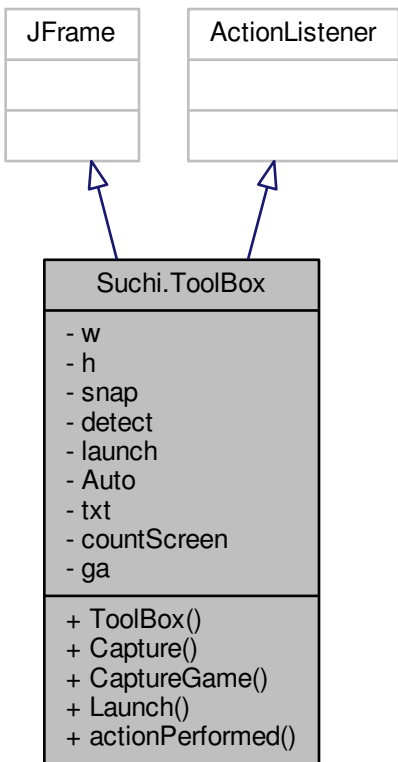 JFrame
ActionListener
Suchi.ToolBox
- w
- h
- snap
- detect
- launch
- Auto
- txt
- countScreen
- ga
+ ToolBox()
+ Capture()
+ CaptureGame()
+ Launch()
+ actionPerformed()